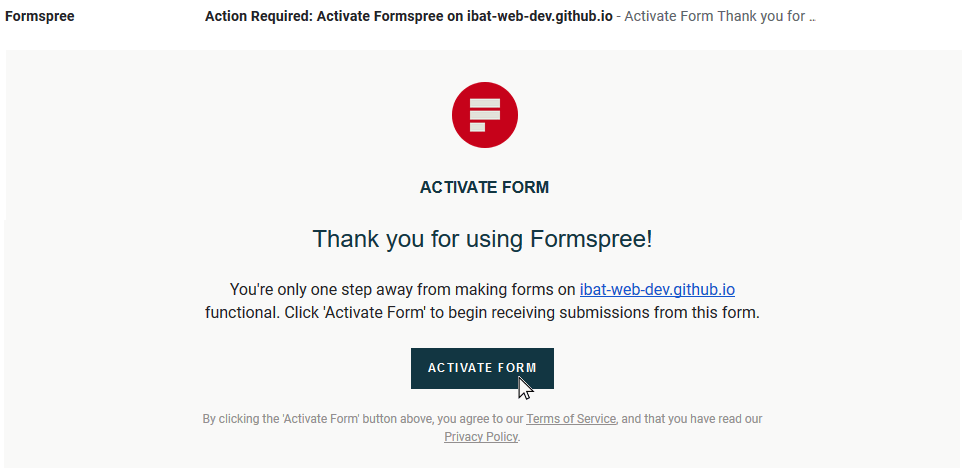 Formspree Action Required: Activate Formspree on ibat-web-dev.github.io - Activate Form Thank you for ..
ACTIVATE FORM
Thank you for using Formspree!
You're only one step away from making forms on ibat-web-dev.github.io
functional. Click 'Activate Form' to begin receiving submissions from this form.
ACTIVATE FORM
By clicking the 'Activate Form' button above, you agree to our Terms of Service, and that you have read our
Privacy Policy.